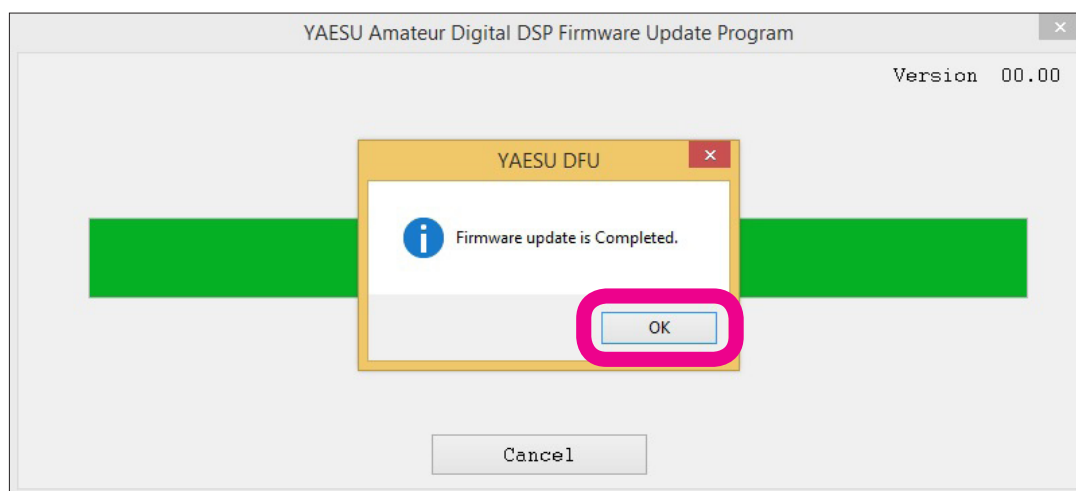 YAESU Amateur Digital DSP Firmware Update Program
Version 00.00
YAESU DFU
Firmware update is Completed.
OK
Cancel